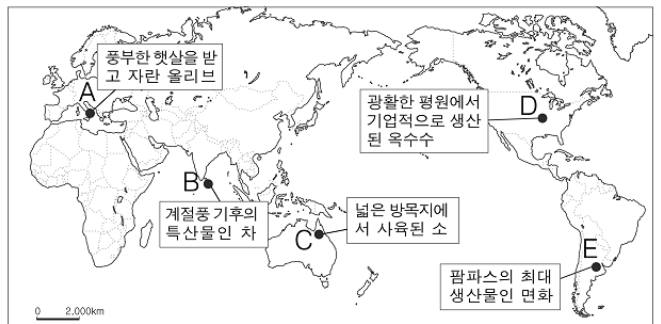 풍부한 햇살을 받
고 자란 올리브
A
광활한 평원에서
기업적으로 생산
된 옥수수
D
B
계절풍 기후의
특산물인 차
넓은 방목지에
서 사육된 소
C
E
팜파스의 최대
생산물인 면화
0 2,000km